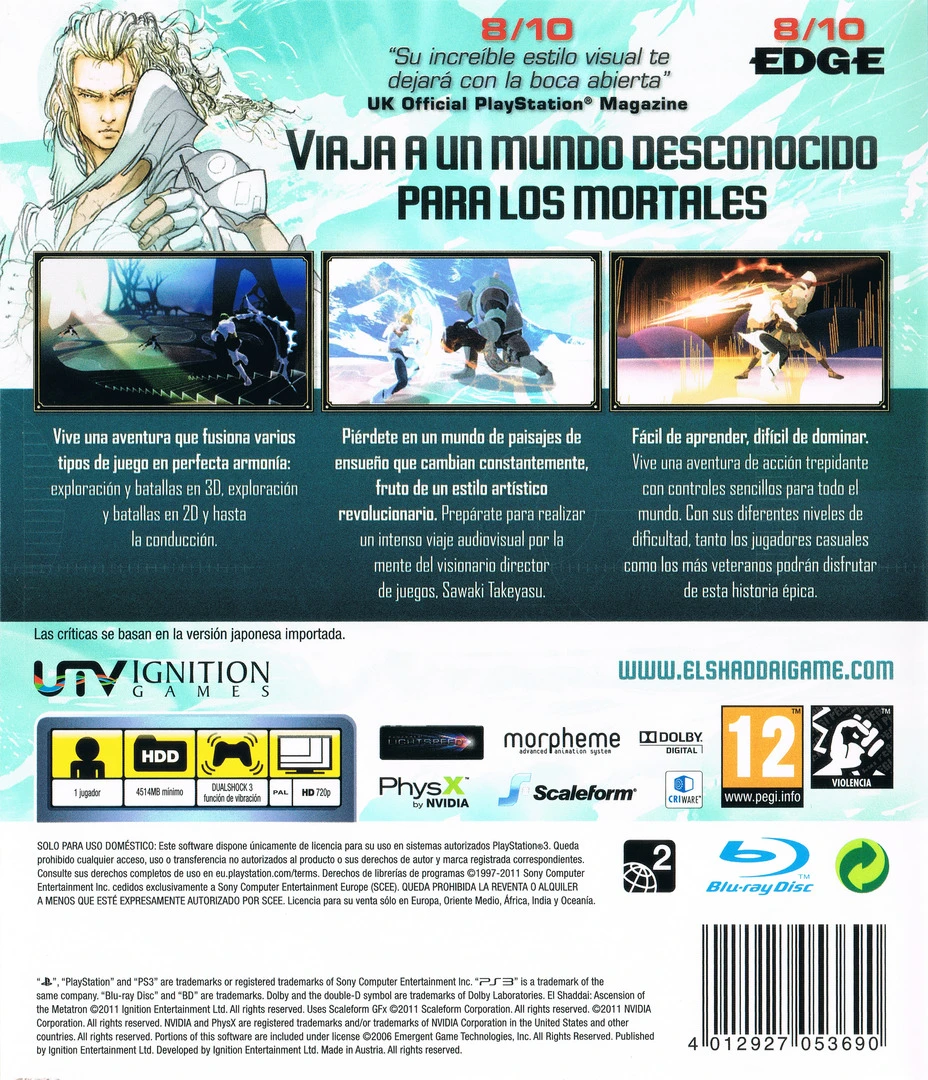 8/10
"Su increíble estilo visual te
dejará con la boca abierta"
UK Official PlayStation® Magazine
8/10
EDGE
VIAJA A UN MUNDO DESCONOCIDO
PARA LOS MORTALES
Vive una aventura que fusiona varios
tipos de juego en perfecta armonía:
exploración y batallas en 3D, exploración
y batallas en 2D y hasta
la conducción.
Piérdete en un mundo de paisajes de
ensueño que cambian constantemente,
fruto de un estilo artístico
revolucionario. Prepárate para realizar
un intenso viaje audiovisual por la
mente del visionario director
de juegos, Sawaki Takeyasu.
Fácil de aprender, difícil de dominar.
Vive una aventura de acción trepidante
con controles sencillos para todo el
mundo. Con sus diferentes niveles de
dificultad, tanto los jugadores casuales
como los más veteranos podrán disfrutar
de esta historia épica.
Las críticas se basan en la versión japonesa importada.
UTV IGNITION
GAMES
WWW.ELSHADDAIGAME.COM
1 jugador
HDD
4514MB mínimo
DUALSHOCK 3
función de vibración
PAL
HD 720p
LIGHTSPEED
morpheme
advanced animation system
DOLBY
DIGITAL
PhysX™
by NVIDIA
Scaleform®
CRIWARE™
12
www.pegi.info
VIOLENCIA
SOLO PARA USO DOMÉSTICO: Este software dispone únicamente de licencia para su uso en sistemas autorizados PlayStation®3. Queda
prohibido cualquier acceso, uso o transferencia no autorizados al producto o sus derechos de autor y marca registrada correspondientes.
Consulte sus derechos completos de uso en eu.playstation.com/terms. Derechos de librerías de programas ©1997-2011 Sony Computer
Entertainment Inc. cedidos exclusivamente a Sony Computer Entertainment Europe (SCEE). QUEDA PROHIBIDA LA REVENTA O ALQUILER
A MENOS QUE ESTÉ EXPRESAMENTE AUTORIZADO POR SCEE. Licencia para su venta sólo en Europa, Oriente Medio, África, India y Oceanía.
2
Blu-ray Disc™
"PS", "PlayStation" and "PS3" are trademarks or registered trademarks of Sony Computer Entertainment Inc. "PS3" is a trademark of the
same company. "Blu-ray Disc" and "BD" are trademarks. Dolby and the double-D symbol are trademarks of Dolby Laboratories. El Shaddai: Ascension of
the Metatron ©2011 Ignition Entertainment Ltd. All rights reserved. Uses Scaleform GFx ©2011 Scaleform Corporation. All rights reserved. ©2011 NVIDIA
Corporation. All rights reserved. NVIDIA and PhysX are registered trademarks and/or trademarks of NVIDIA Corporation in the United States and other
countries. All rights reserved. Portions of this software are included under license ©2006 Emergent Game Technologies, Inc. All Rights Reserved. Published
by Ignition Entertainment Ltd. Developed by Ignition Entertainment Ltd. Made in Austria. All rights reserved.
4 012927 053690